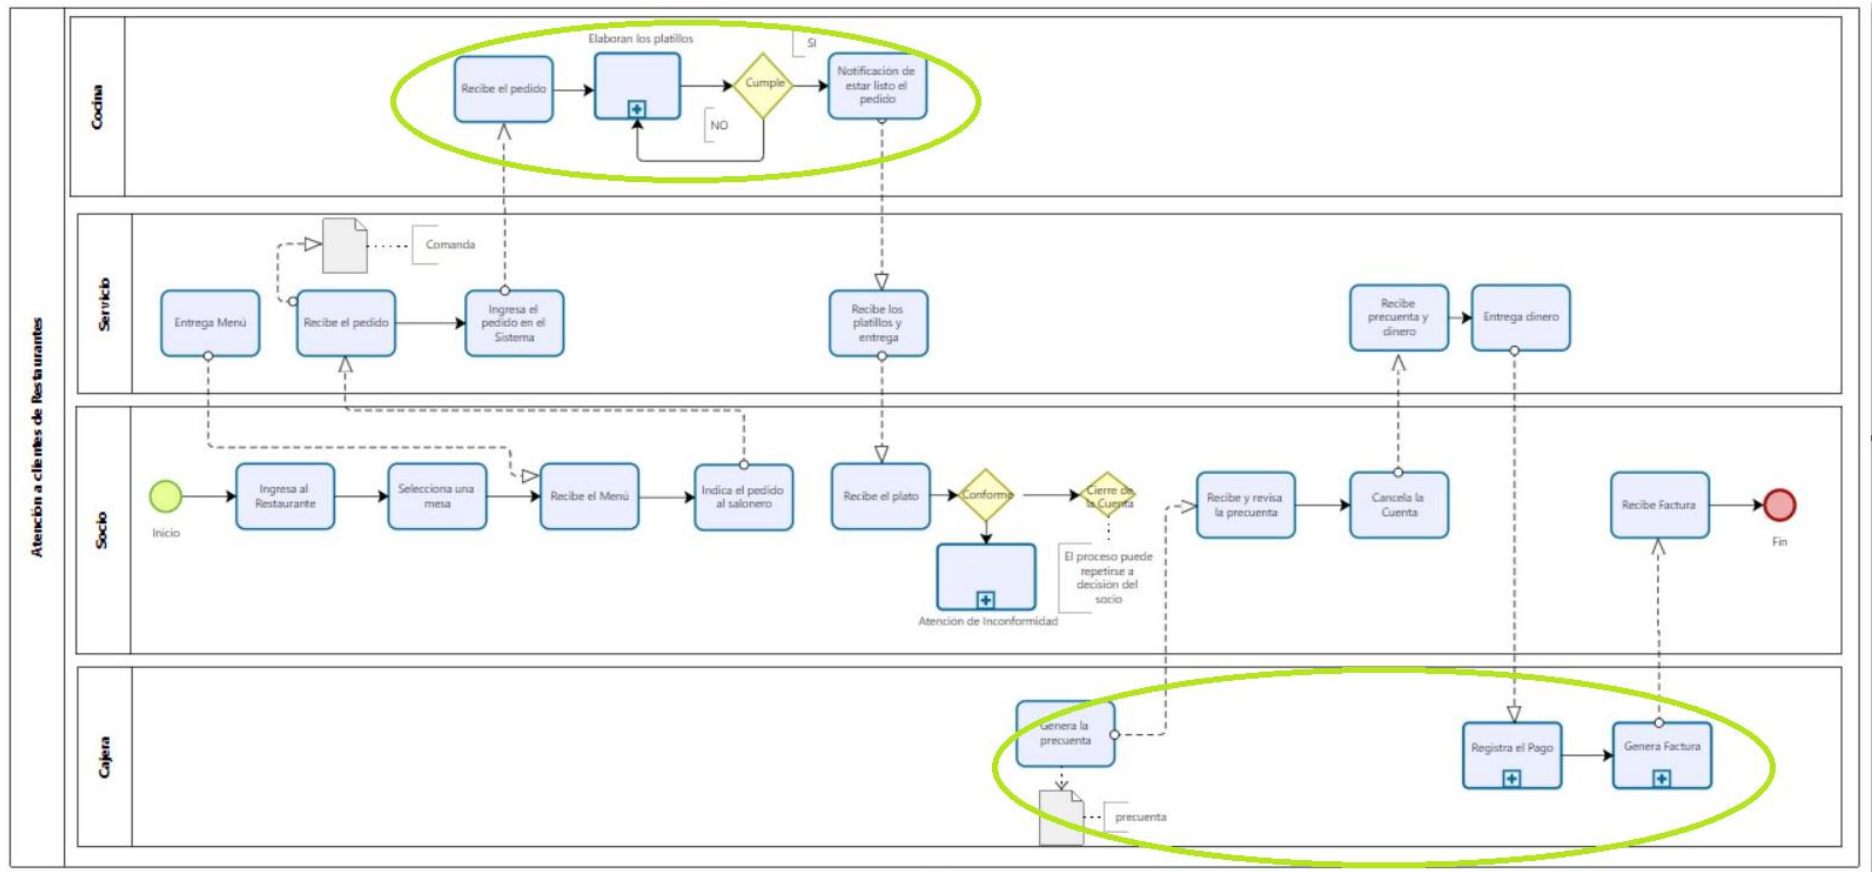 Atención a clientes de Restaurantes
Cocina
Elaboran los platillos
SI
Recibe el pedido
Cumple
Notificación de
estar listo el
pedido
NO
Servicio
Comanda
Entrega Menú
Recibe el pedido
Ingresa el
pedido en el
Sistema
Recibe los
platillos y
entrega
Recibe
precuenta y
dinero
Entrega dinero
Socio
Inicio
Ingresa al
Restaurante
Selecciona una
mesa
Recibe el Menú
Indica el pedido
al salonero
Recibe el plato
Conforme
Cierre de
la Cuenta
Atención de Inconformidad
El proceso puede
repetirse a
decisión del
socio
Recibe y revisa
la precuenta
Cancela la
Cuenta
Recibe Factura
Fin
Cajera
Genera la
precuenta
precuenta
Registra el Pago
Genera Factura